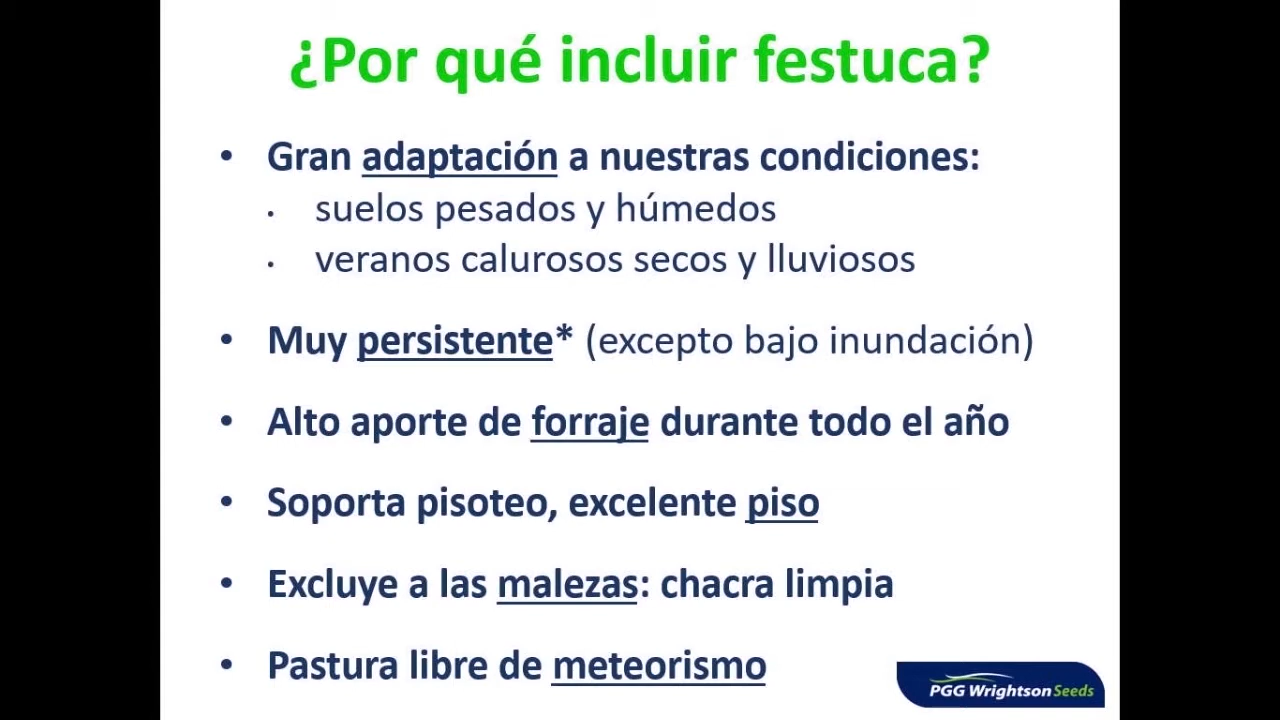 ¿Por qué incluir festuca?
• Gran adaptación a nuestras condiciones:
• suelos pesados y húmedos
• veranos calurosos secos y lluviosos
• Muy persistente* (excepto bajo inundación)
• Alto aporte de forraje durante todo el año
• Soporta pisoteo, excelente piso
• Excluye a las malezas: chacra limpia
• Pastura libre de meteorismo
PGG Wrightson Seeds